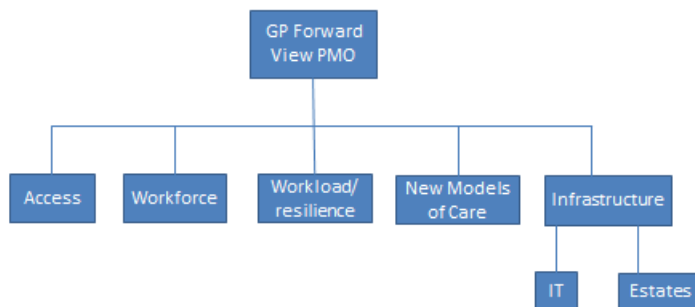 GP Forward
View PMO
Access
Workforce
Workload/
resilience
New Models
of Care
Infrastructure
IT
Estates